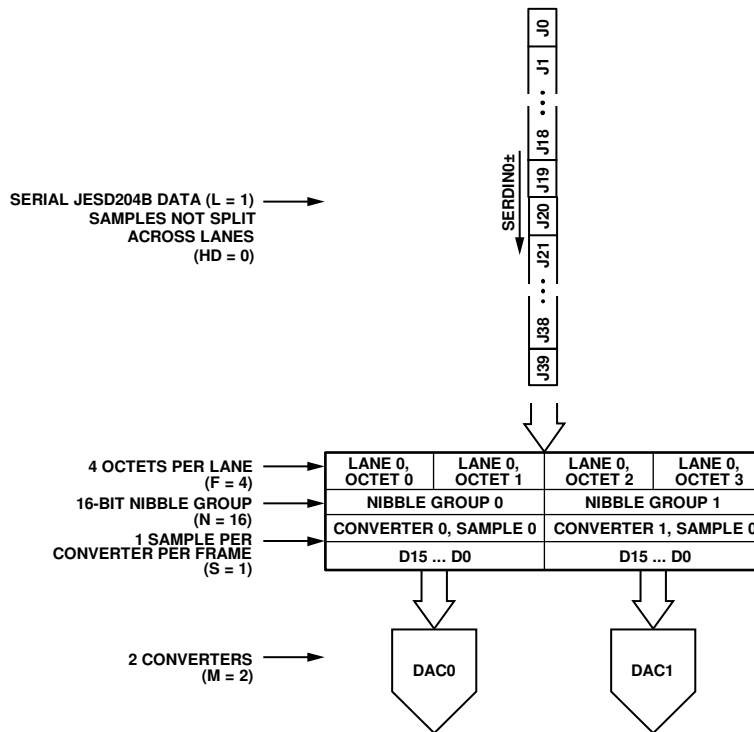 J0
J1
J18
J19
J20
J21
J38
J39
SERDIN0±
SERIAL JESD204B DATA (L = 1)
SAMPLES NOT SPLIT
ACROSS LANES
(HD = 0)
4 OCTETS PER LANE
(F = 4)
LANE 0,
OCTET 0
LANE 0,
OCTET 1
LANE 0,
OCTET 2
LANE 0,
OCTET 3
16-BIT NIBBLE GROUP
(N = 16)
NIBBLE GROUP 0
NIBBLE GROUP 1
1 SAMPLE PER
CONVERTER PER FRAME
(S = 1)
CONVERTER 0, SAMPLE 0
CONVERTER 1, SAMPLE 0
D15 ... D0
D15 ... D0
2 CONVERTERS
(M = 2)
DAC0
DAC1